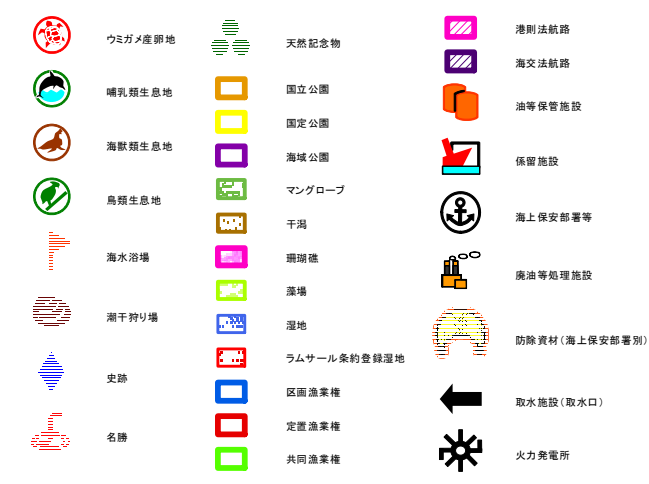 ウミガメ産卵地
哺乳類生息地
海獣類生息地
鳥類生息地
海水浴場
潮干狩り場
史跡
名勝
天然記念物
国立公園
国定公園
海域公園
マングローブ
干潟
珊瑚礁
藻場
湿地
ラムサール条約登録湿地
区画漁業権
定置漁業権
共同漁業権
港則法航路
海交法航路
油等保管施設
係留施設
海上保安部署等
廃油等処理施設
防除資材(海上保安部署別)
取水施設(取水口)
火力発電所